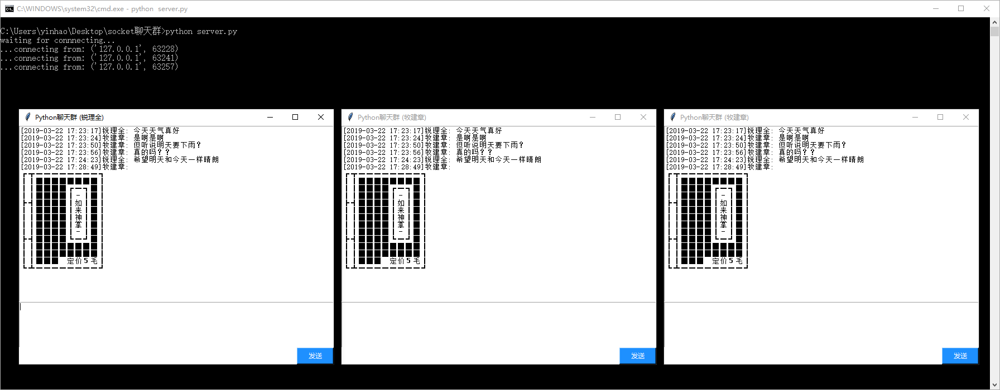 C:\WINDOWS\system32\cmd.exe - python  server.py
C:\Users\yinhao\Desktop\socket聊天群>python server.py
waiting for connnecting...
...connecting from: ('127.0.0.1', 63228)
...connecting from: ('127.0.0.1', 63241)
...connecting from: ('127.0.0.1', 63257)
Python聊天群 (锐理全)
[2019-03-22 17:23:17]锐理全: 今天天气真好
[2019-03-22 17:23:24]牧建章: 是啊是啊
[2019-03-22 17:23:50]牧建章: 但听说明天要下雨?
[2019-03-22 17:23:56]牧建章: 真的吗??
[2019-03-22 17:24:23]锐理全: 希望明天和今天一样晴朗
[2019-03-22 17:28:49]牧建章:
如
来
神
掌
定价5毛
发送
Python聊天群 (牧建章)
[2019-03-22 17:23:17]锐理全: 今天天气真好
[2019-03-22 17:23:24]牧建章: 是啊是啊
[2019-03-22 17:23:50]牧建章: 但听说明天要下雨?
[2019-03-22 17:23:56]牧建章: 真的吗??
[2019-03-22 17:24:23]锐理全: 希望明天和今天一样晴朗
[2019-03-22 17:28:49]牧建章:
如
来
神
掌
定价5毛
发送
Python聊天群 (牧建章)
[2019-03-22 17:23:17]锐理全: 今天天气真好
[2019-03-22 17:23:24]牧建章: 是啊是啊
[2019-03-22 17:23:50]牧建章: 但听说明天要下雨?
[2019-03-22 17:23:56]牧建章: 真的吗??
[2019-03-22 17:24:23]锐理全: 希望明天和今天一样晴朗
[2019-03-22 17:28:49]牧建章:
如
来
神
掌
定价5毛
发送